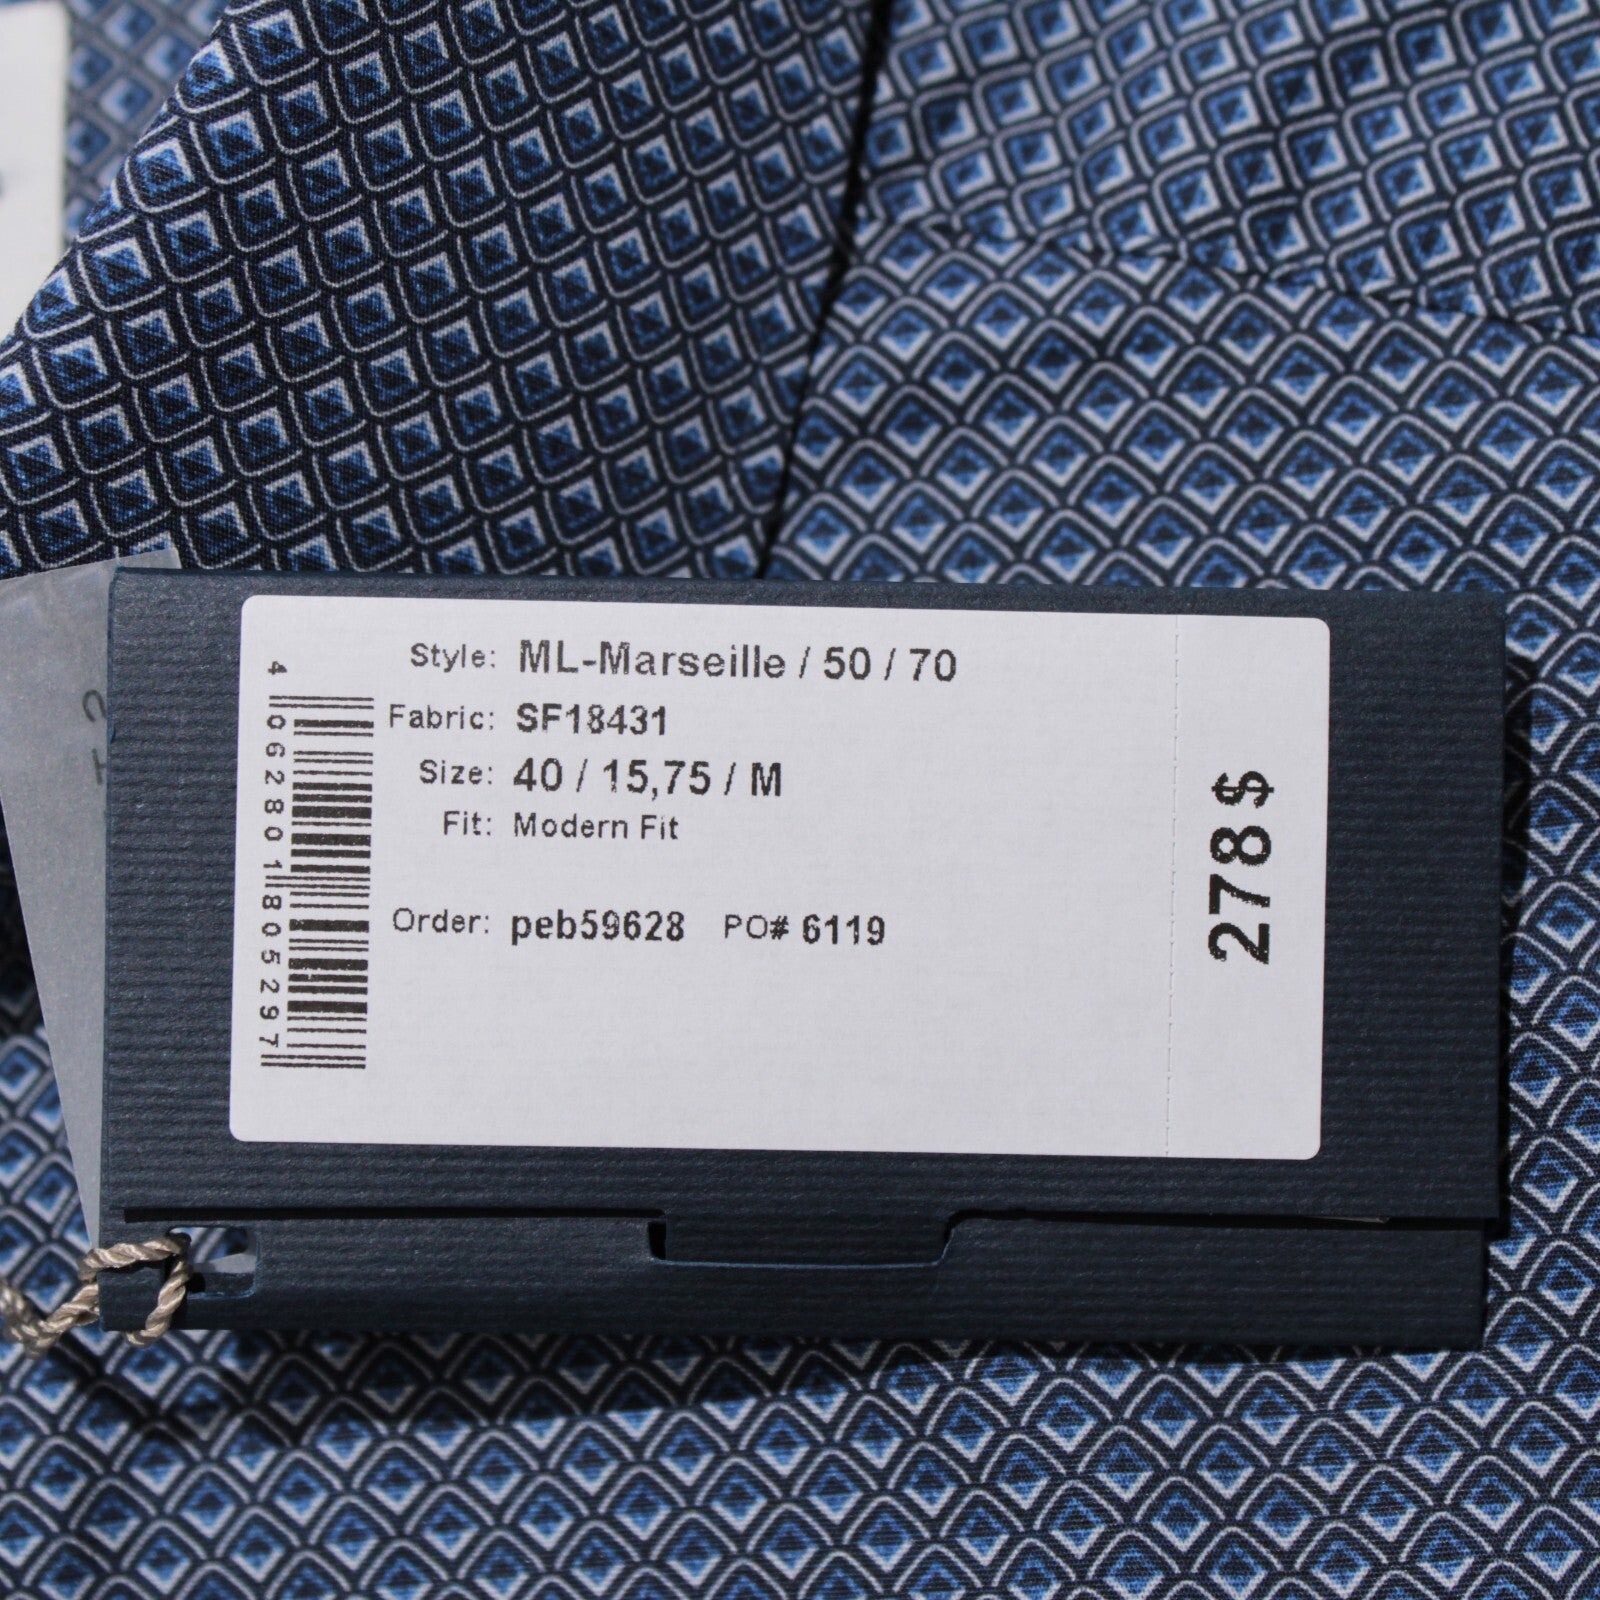 Style: ML-Marseille / 50 / 70
Fabric: SF18431
Size: 40 / 15,75 / M
Fit: Modern Fit
Order: peb59628 PO# 6119
4 062801 805297
278 $